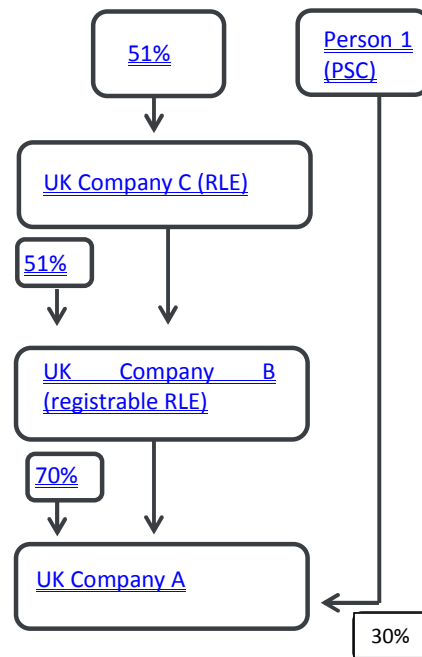 51%
Person 1
(PSC)
UK Company C (RLE)
51%
UK Company B
(registrable RLE)
70%
UK Company A
30%